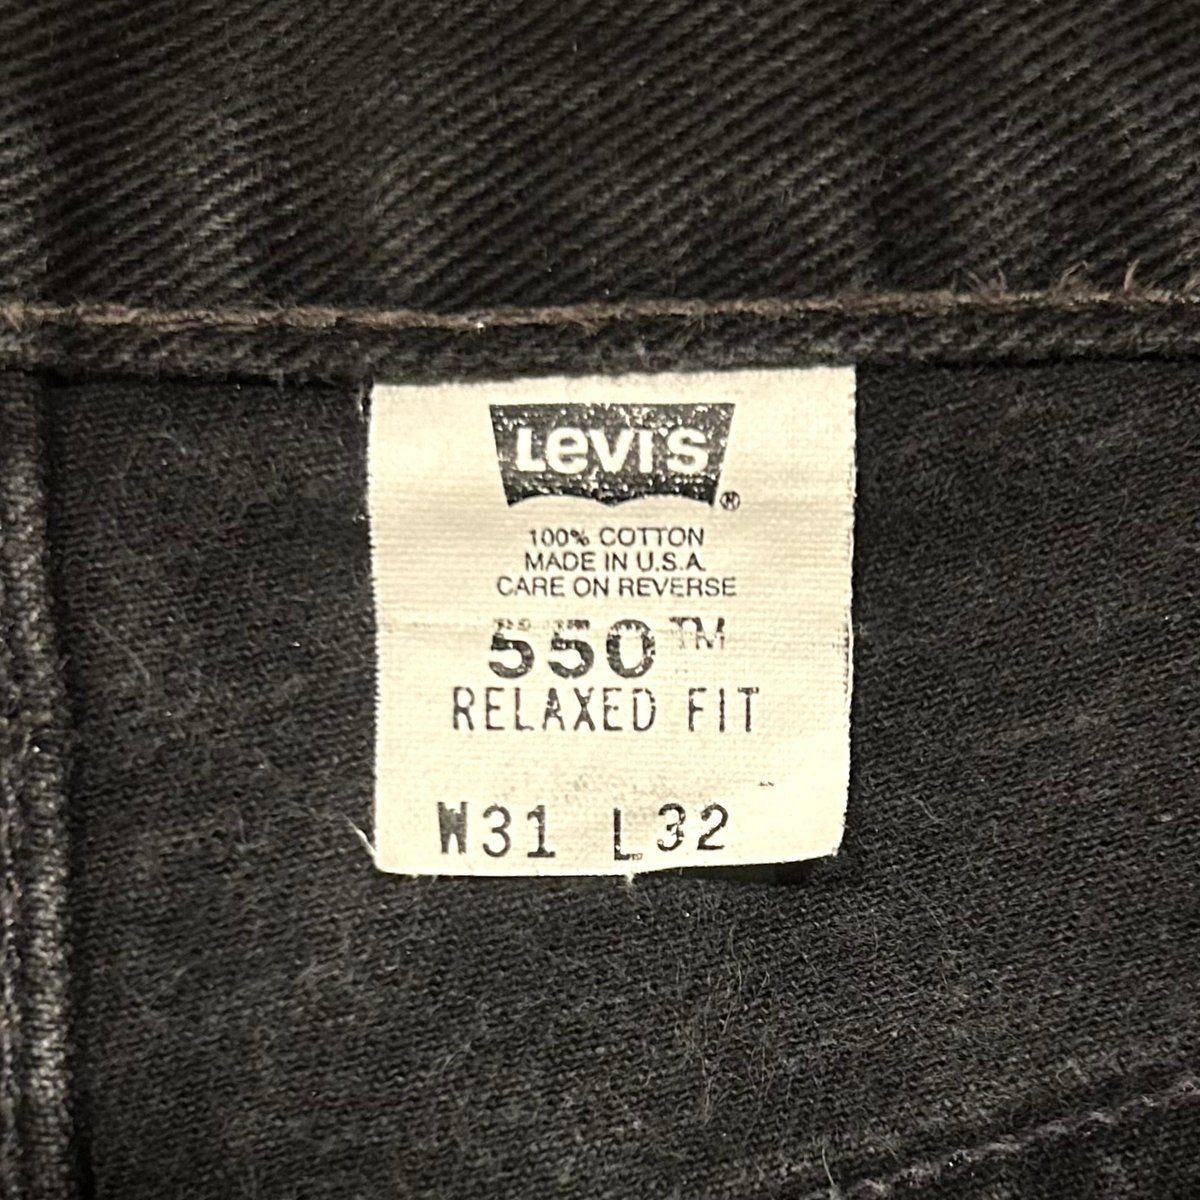 LEVI'S ®
100% COTTON
MADE IN U.S.A.
CARE ON REVERSE
550™
RELAXED FIT
W31 L32